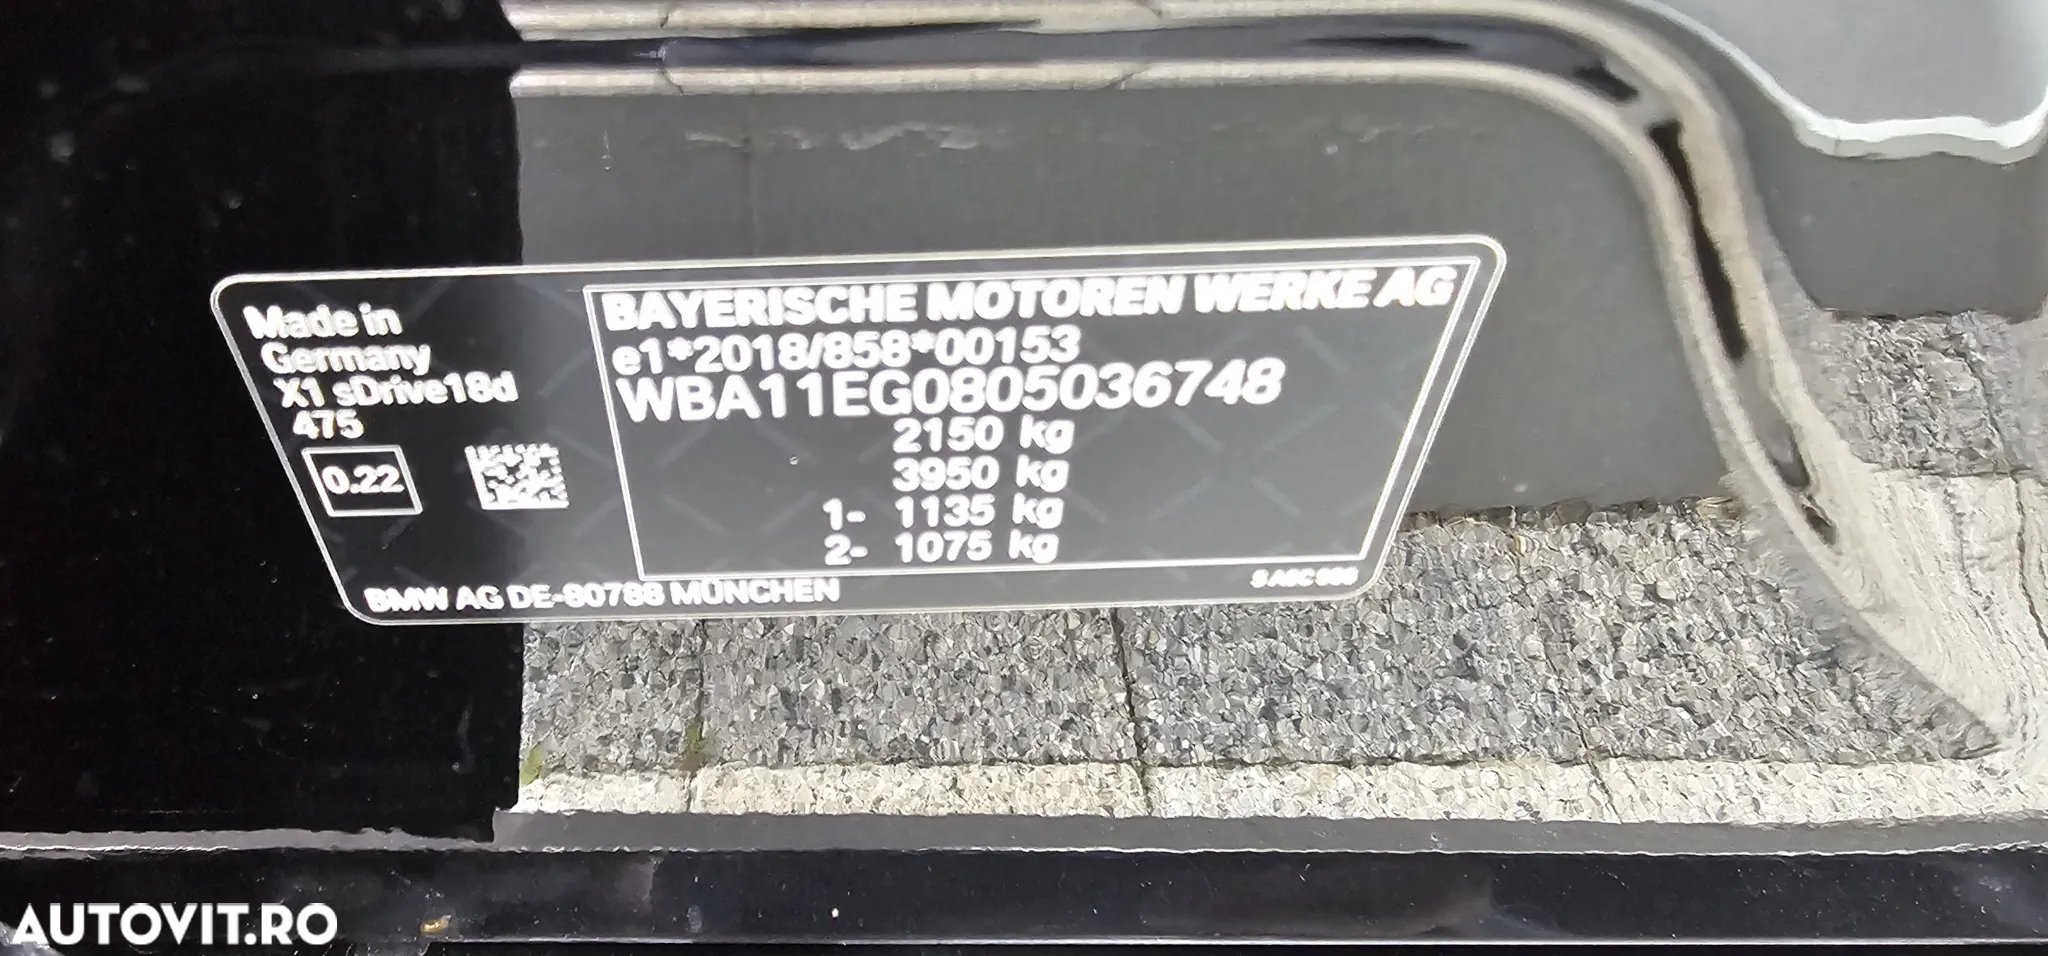 Made in
Germany
X1 sDrive18d
475
0.22
BAYERISCHE MOTOREN WERKE AG
e1*2018/858*00153
WBA11EG0805036748
2150 kg
3950 kg
1- 1135 kg
2- 1075 kg
BMW AG DE-80788 MÜNCHEN
AUTOVIT.RO